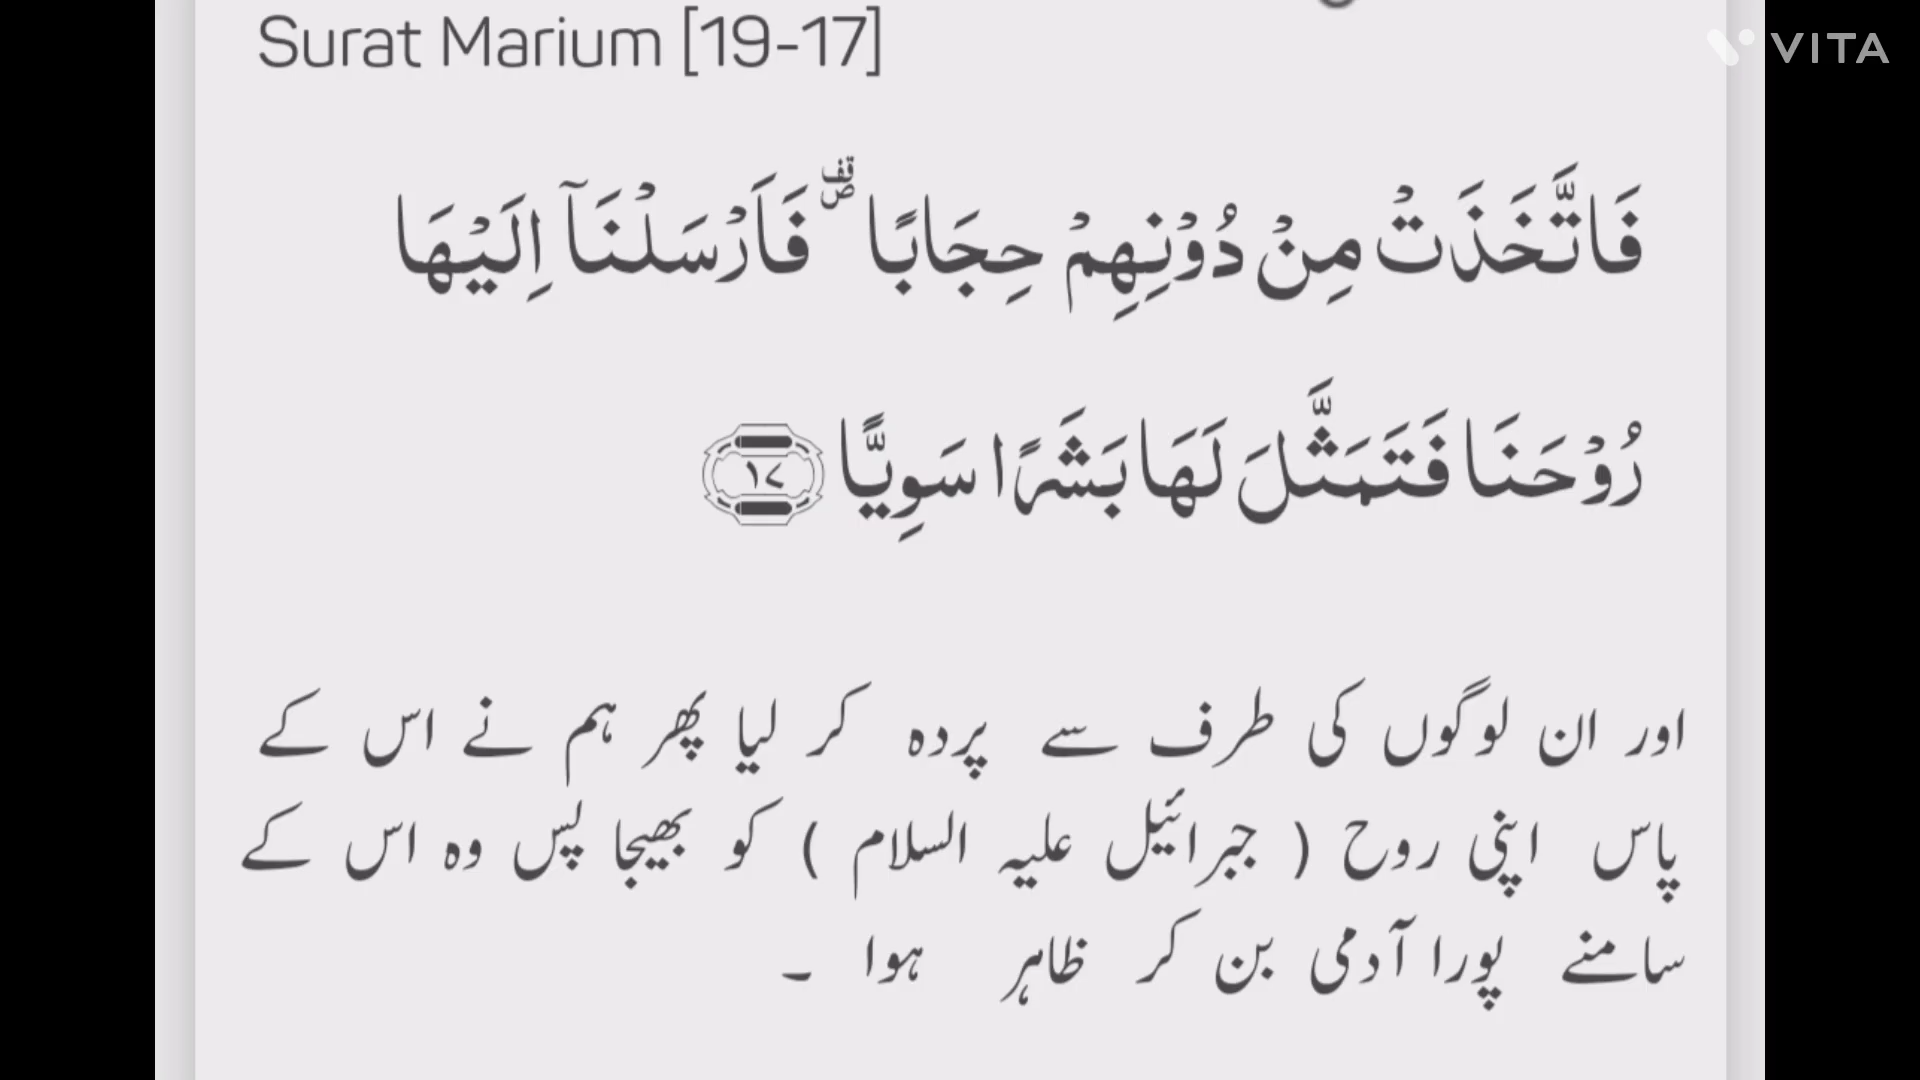 Surat Marium [19-17]
VITA
فَاتَّخَذَتْ مِنْ دُوْنِهِمْ حِجَابًا ۣ۪ فَاَرْسَلْنَآ اِلَيْهَا
رُوْحَنَا فَتَمَثَّلَ لَهَا بَشَرًا سَوِيًّا ۱۷
اور ان لوگوں کی طرف سے پردہ کر لیا پھر ہم نے اس کے
پاس اپنی روح ( جبرائیل علیہ السلام ) کو بھیجا پس وہ اس کے
سامنے پورا آدمی بن کر ظاہر ہوا ۔